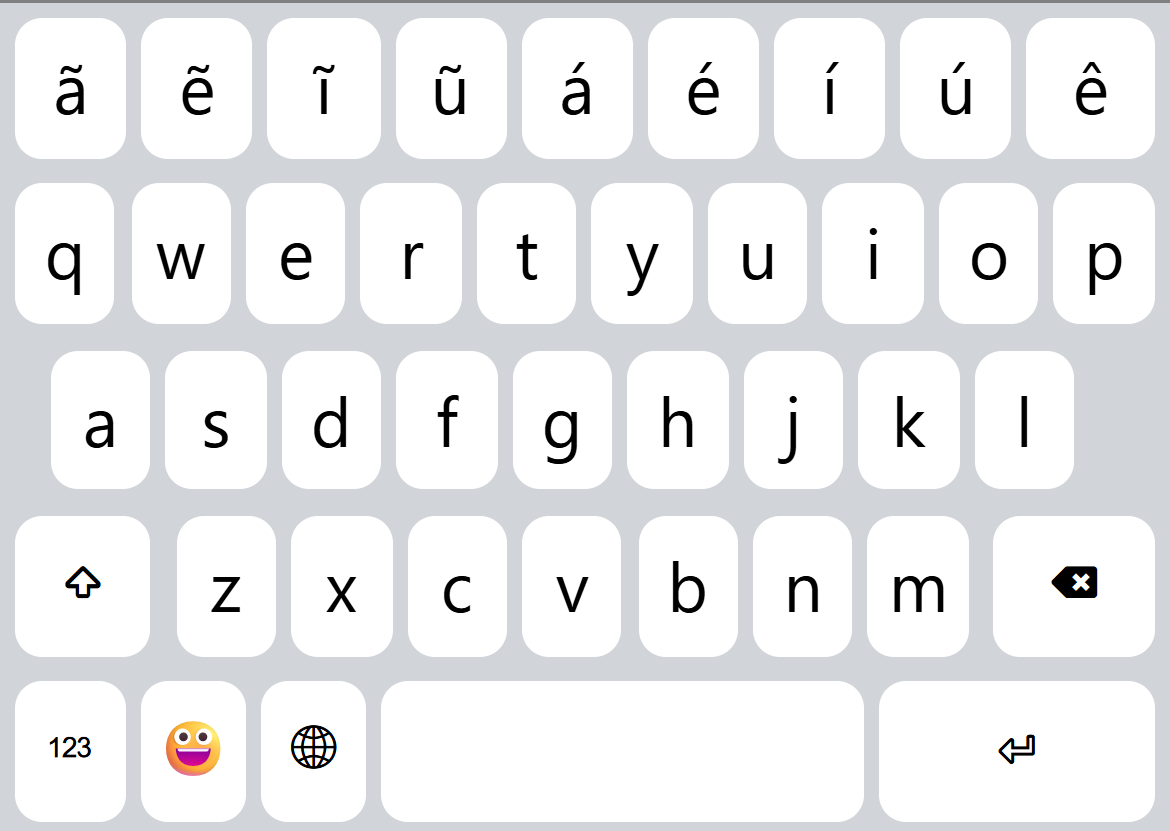 ã ẽ ĩ ũ á é í ú ê
q w e r t y u i o p
a s d f g h j k l
z x c v b n m
123